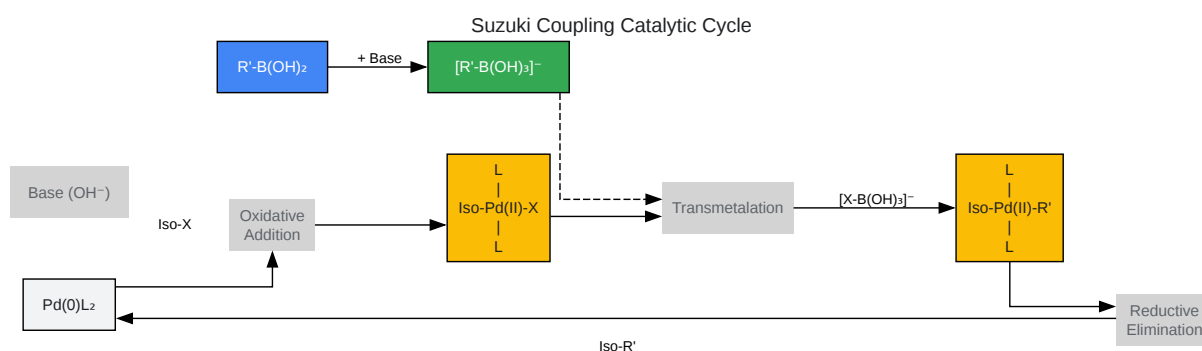 Suzuki Coupling Catalytic Cycle
R'-B(OH)₂
+ Base
[R'-B(OH)₃]⁻
Base (OH⁻)
Iso-X
Oxidative
Addition
L
|
Iso-Pd(II)-X
|
L
Transmetalation
[X-B(OH)₃]⁻
L
|
Iso-Pd(II)-R'
|
L
Pd(0)L₂
Reductive
Elimination
Iso-R'